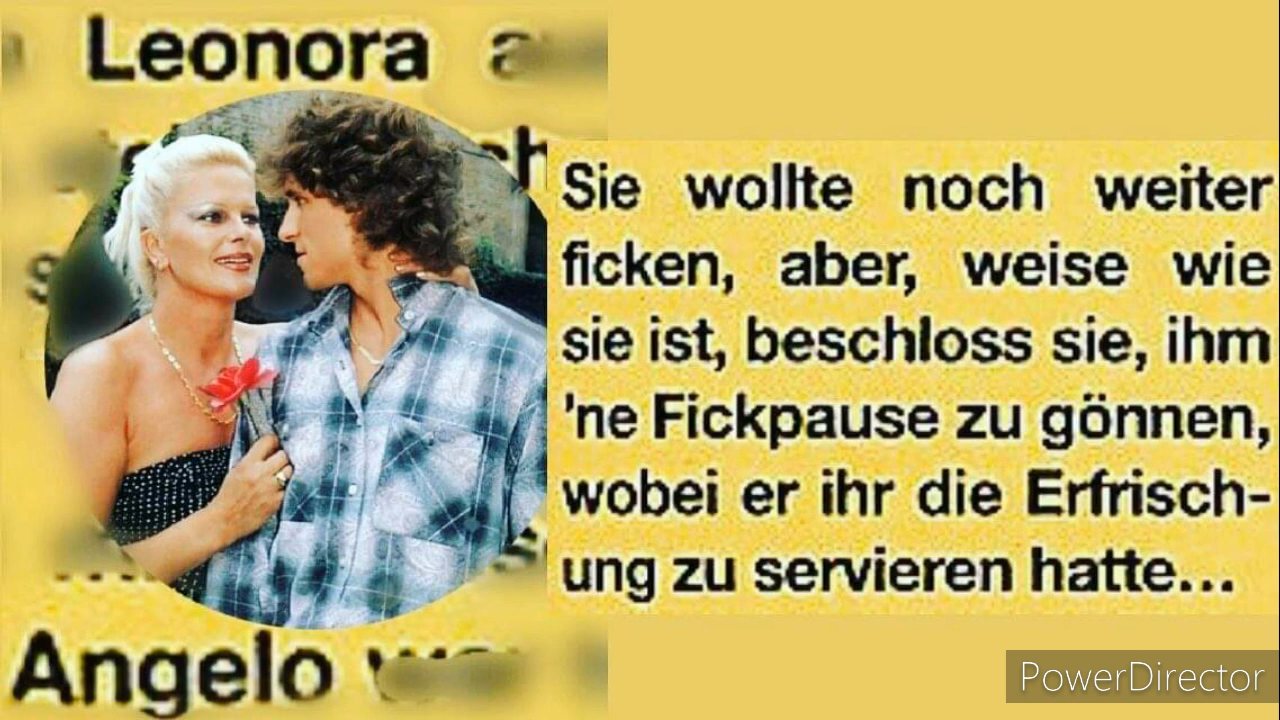 Leonora
Sie wollte noch weiter
ficken, aber, weise wie
sie ist, beschloss sie, ihm
'ne Fickpause zu gönnen,
wobei er ihr die Erfrisch-
ung zu servieren hatte...
Angelo
PowerDirector